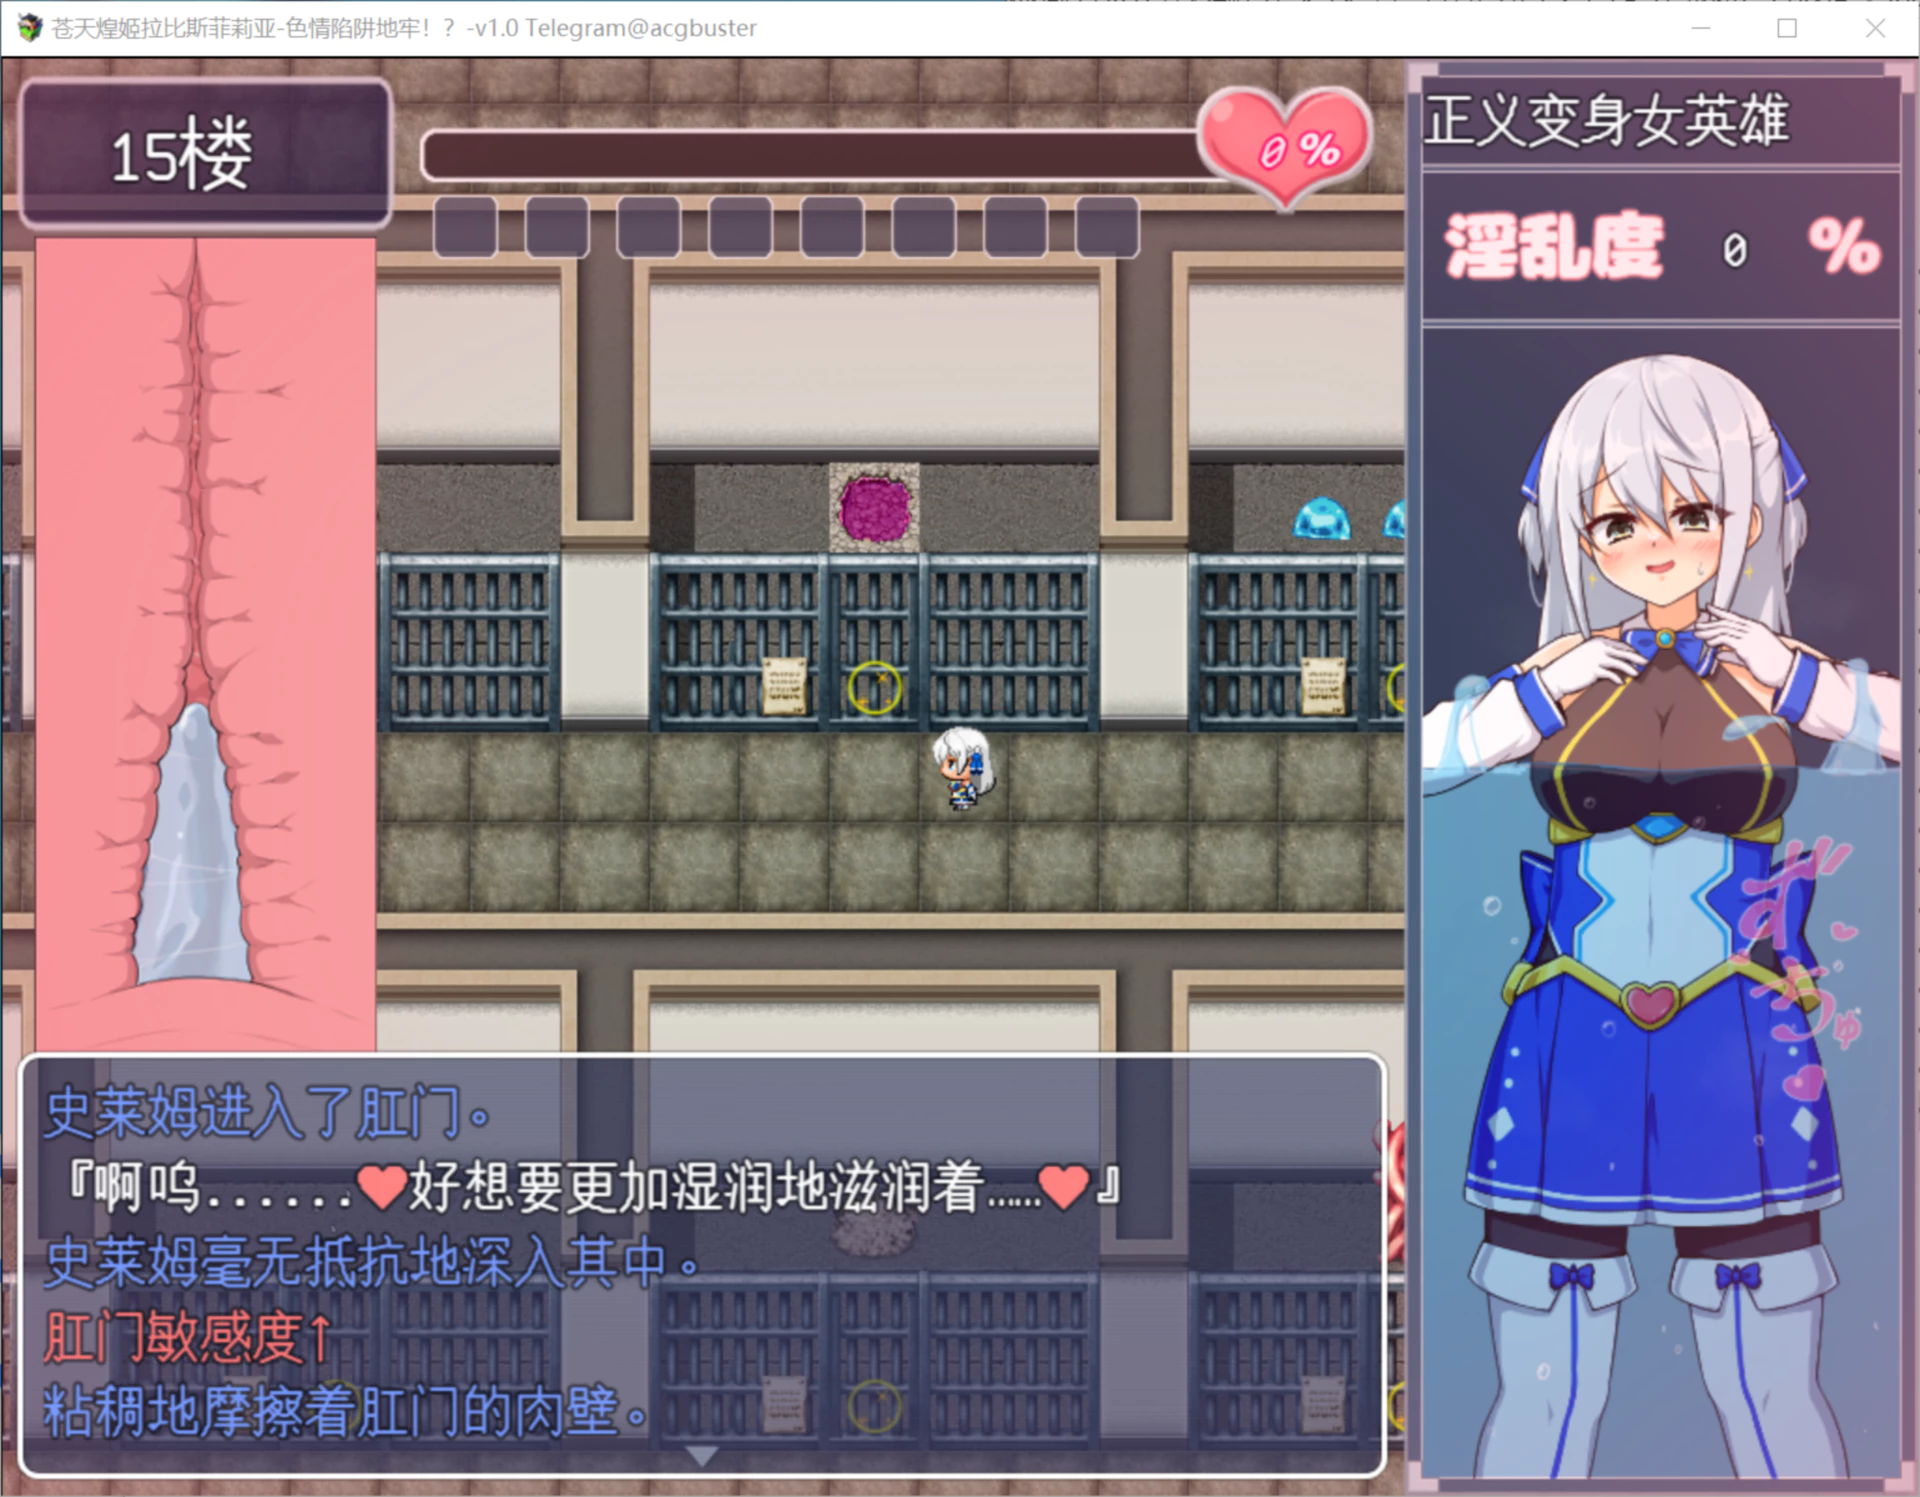 苍天煌姬拉比斯菲莉亚-色情陷阱地牢！？-v1.0 Telegram@acgbuster
15楼
0%
正义变身女英雄
淫乱度 0 %
史莱姆进入了肛门。
『啊呜......♥好想要更加湿润地滋润着……♥』
史莱姆毫无抵抗地深入其中。
肛门敏感度↑
粘稠地摩擦着肛门的肉壁。